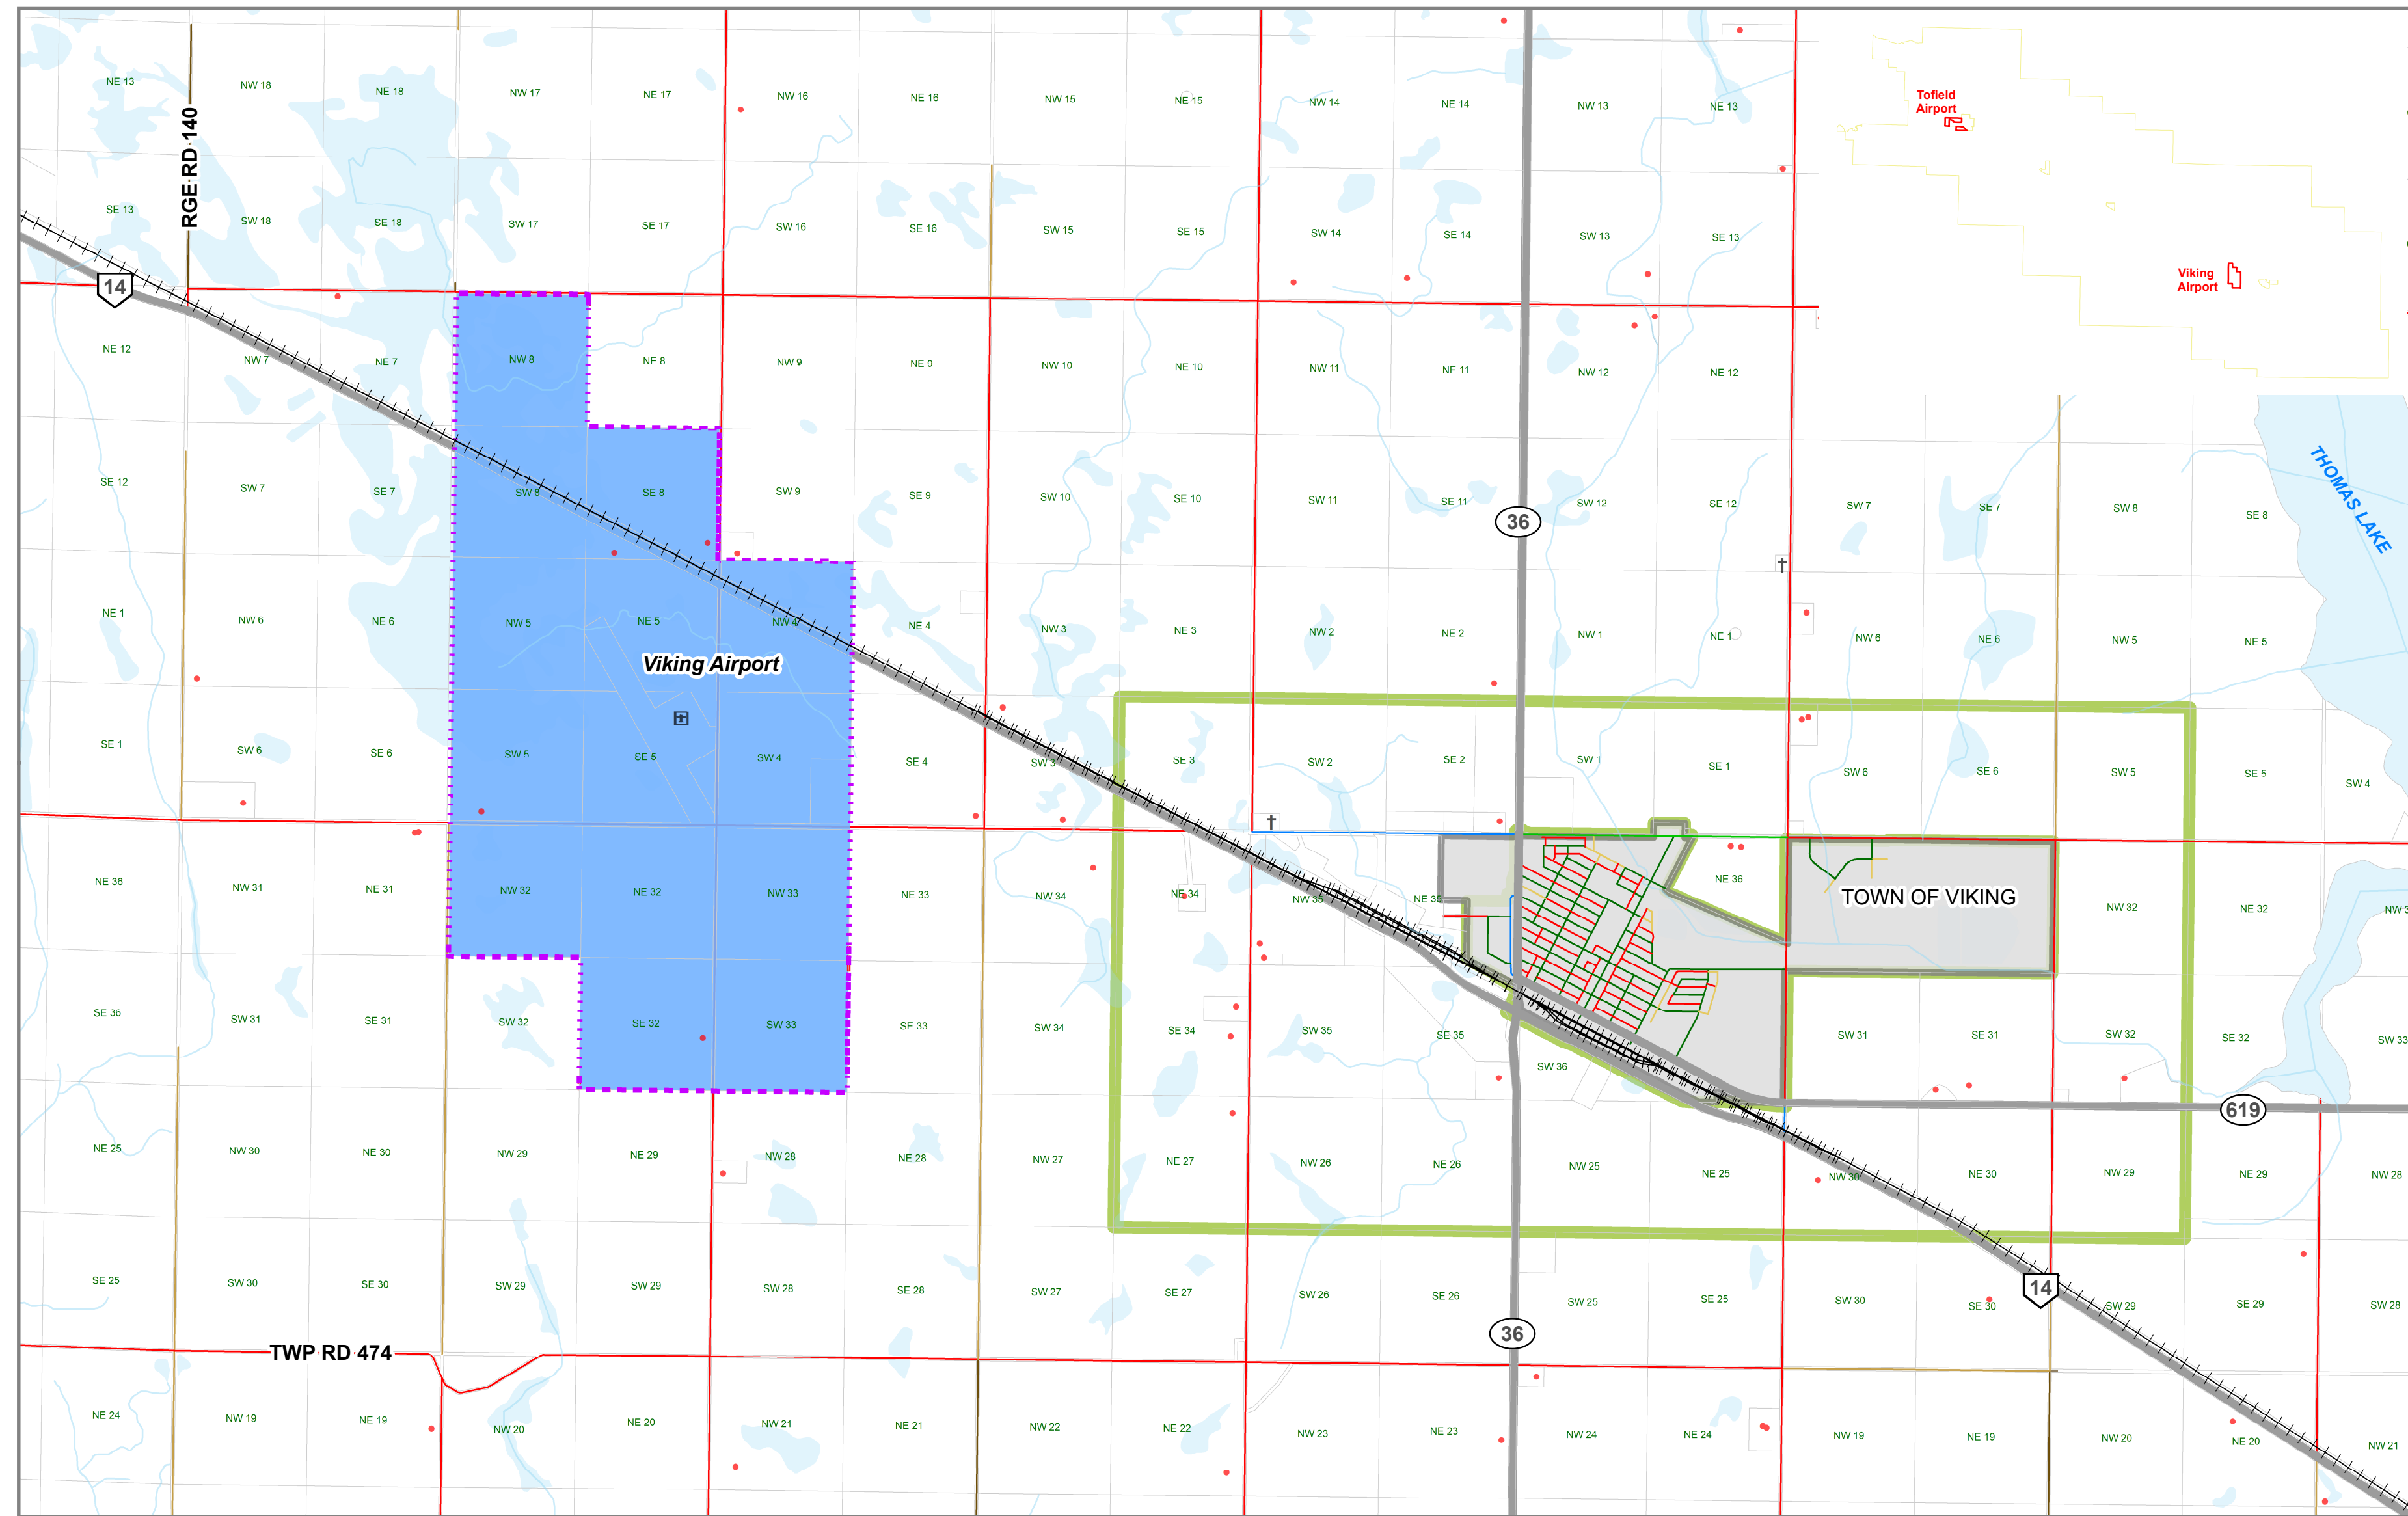 NE 13
NW 18
NE 18
NW 17
NE 17
NW 16
NE 16
NW 15
NE 15
NW 14
NE 14
NW 13
NE 13
Tofield
Airport
RGE RD 140
SE 13
SW 18
SE 18
SW 17
SE 17
SW 16
SE 16
SW 15
SE 15
SW 14
SE 14
SW 13
SE 13
Viking
Airport
14
NE 12
NW 7
NE 7
NW 8
NE 8
NW 9
NE 9
NW 10
NE 10
NW 11
NE 11
NW 12
NE 12
SE 12
SW 7
SE 7
SW 8
SE 8
SW 9
SE 9
SW 10
SE 10
SW 11
SE 11
36
SW 12
SE 12
SW 7
SE 7
SW 8
SE 8
THOMAS LAKE
NE 1
NW 6
NE 6
NW 5
NE 5
NW 4
NE 4
NW 3
NE 3
NW 2
NE 2
NW 1
NE 1
NW 6
NE 6
NW 5
NE 5
Viking Airport
SE 1
SW 6
SE 6
SW 5
SE 5
SW 4
SE 4
SW 3
SE 3
SW 2
SE 2
SW 1
SE 1
SW 6
SE 6
SW 5
SE 5
SW 4
NE 36
NW 31
NE 31
NW 32
NE 32
NW 33
NE 33
NW 34
NE 34
NW 35
NE 35
NE 36
TOWN OF VIKING
NW 32
NE 32
SE 36
SW 31
SE 31
SW 32
SE 32
SW 33
SE 33
SW 34
SE 34
SW 35
SE 35
SW 36
SW 31
SE 31
SW 32
SE 32
SW 33
619
NE 25
NW 30
NE 30
NW 29
NE 29
NW 28
NE 28
NW 27
NE 27
NW 26
NE 26
NW 25
NE 25
NW 30
NE 30
NW 29
NE 29
NW 28
SE 25
SW 30
SE 30
SW 29
SW 29
SW 28
SE 28
SW 27
SE 27
SW 26
SE 26
SW 25
SE 25
SW 30
SE 30
14
SW 29
SE 29
SW 28
36
TWP RD 474
NE 24
NW 19
NE 19
NW 20
NE 20
NW 21
NE 21
NW 22
NE 22
NW 23
NE 23
NW 24
NE 24
NW 19
NE 19
NW 20
NE 20
NW 21